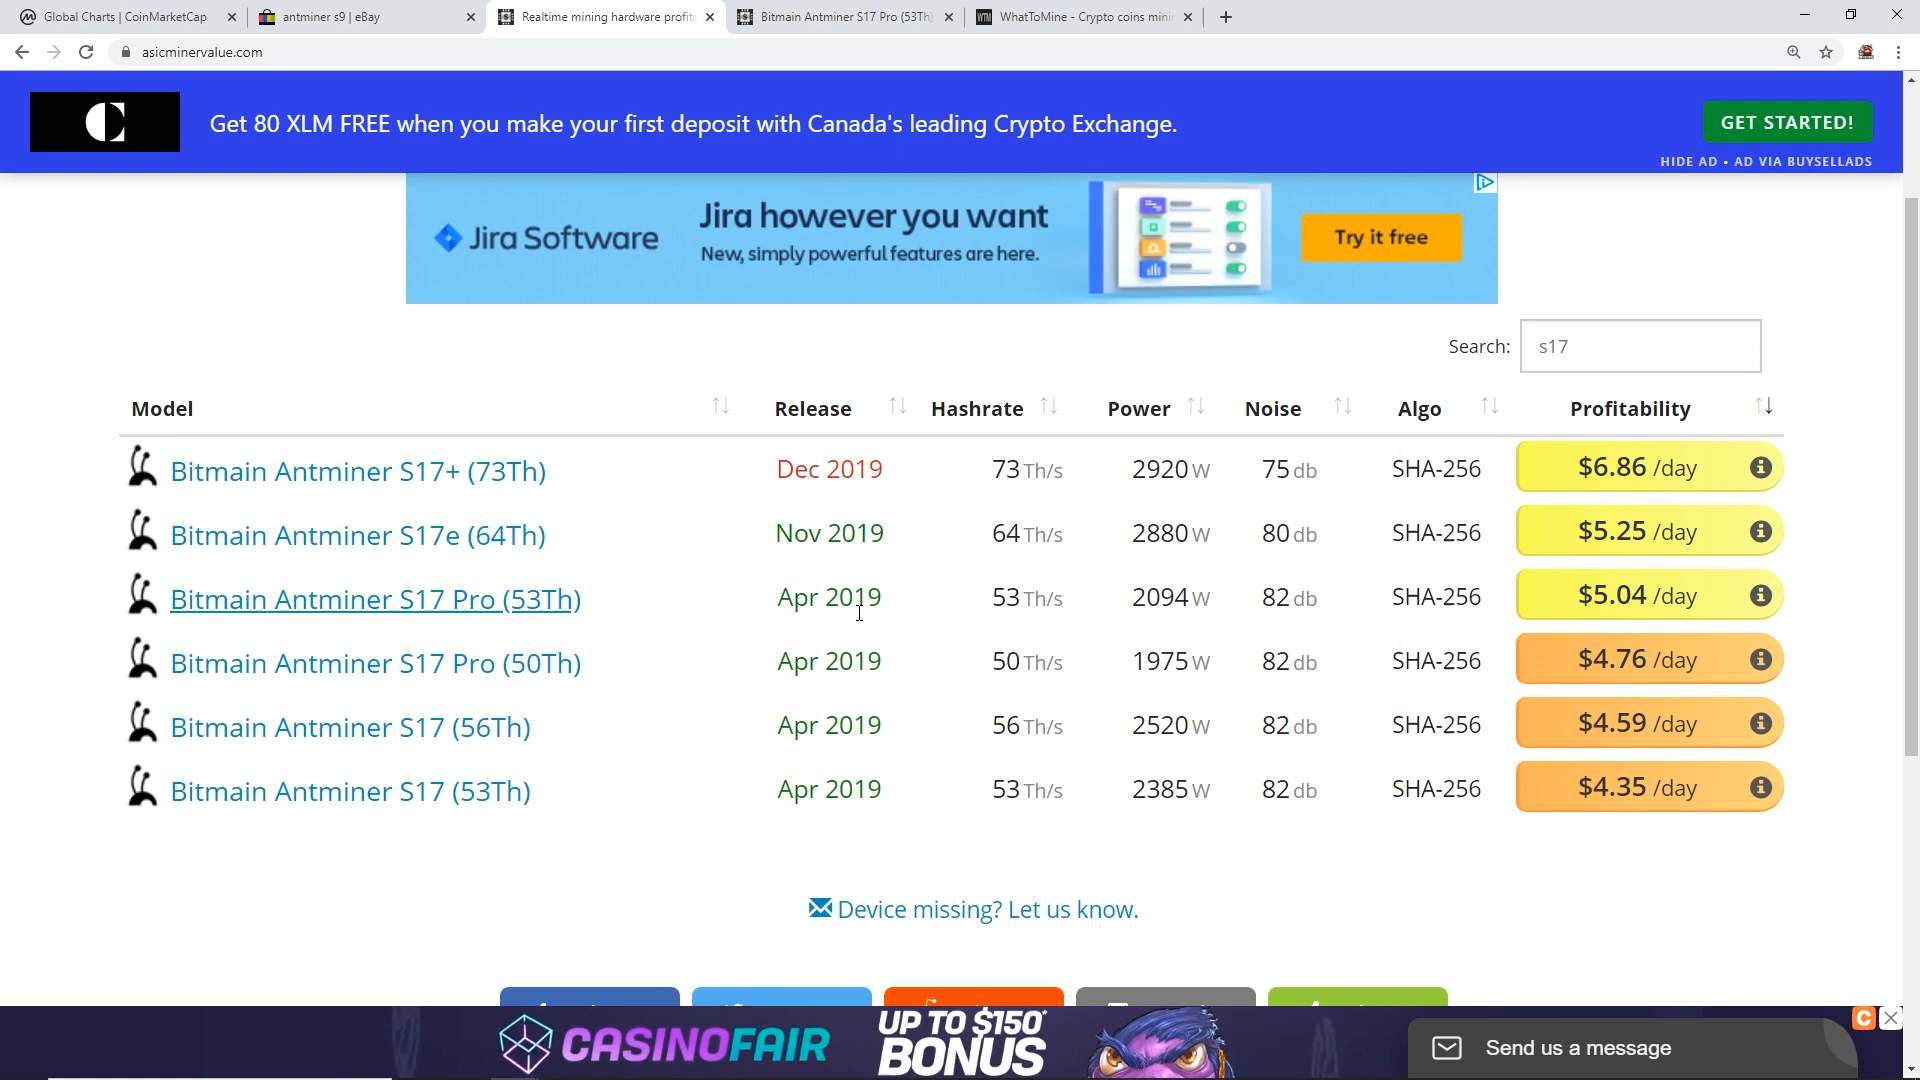 Global Charts | CoinMarketCap
antminer s9 | eBay
Realtime mining hardware profit
Bitmain Antminer S17 Pro (53Th)
WhatToMine - Crypto coins mini
asicminervalue.com
Get 80 XLM FREE when you make your first deposit with Canada's leading Crypto Exchange.
GET STARTED!
HIDE AD • AD VIA BUYSELLADS
Jira Software
Jira however you want
New, simply powerful features are here.
Try it free
Search: s17
Model Release Hashrate Power Noise Algo Profitability
Bitmain Antminer S17+ (73Th) Dec 2019 73 Th/s 2920 W 75 db SHA-256 $6.86 /day
Bitmain Antminer S17e (64Th) Nov 2019 64 Th/s 2880 W 80 db SHA-256 $5.25 /day
Bitmain Antminer S17 Pro (53Th) Apr 2019 53 Th/s 2094 W 82 db SHA-256 $5.04 /day
Bitmain Antminer S17 Pro (50Th) Apr 2019 50 Th/s 1975 W 82 db SHA-256 $4.76 /day
Bitmain Antminer S17 (56Th) Apr 2019 56 Th/s 2520 W 82 db SHA-256 $4.59 /day
Bitmain Antminer S17 (53Th) Apr 2019 53 Th/s 2385 W 82 db SHA-256 $4.35 /day
Device missing? Let us know.
CASINOFAIR
UP TO $150*
BONUS
C
Send us a message